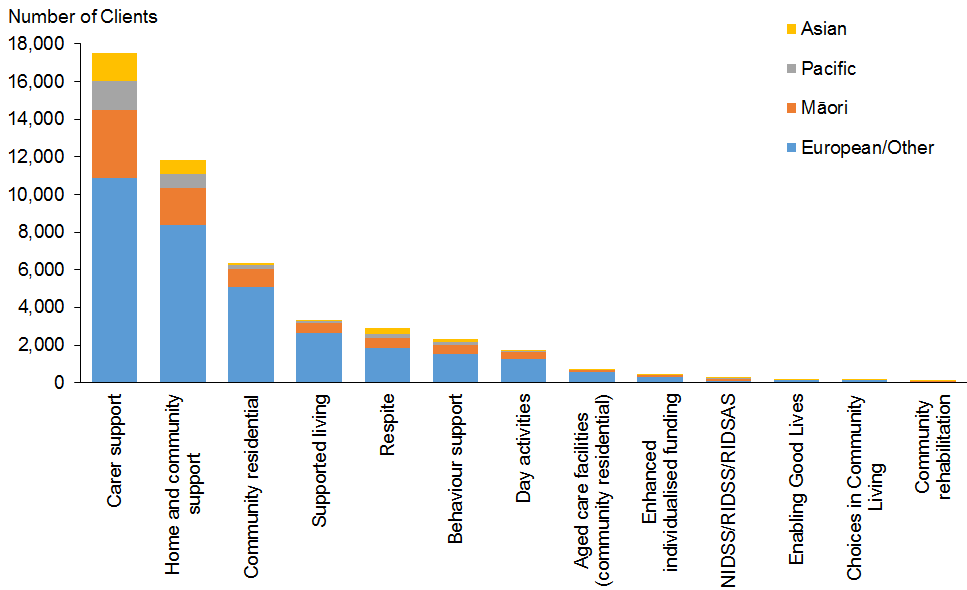 Number of Clients
Asian
Pacific
Māori
European/Other
18,000
16,000
14,000
12,000
10,000
8,000
6,000
4,000
2,000
0
Carer support
Home and community
support
Community residential
Supported living
Respite
Behaviour support
Day activities
Aged care facilities
(community residential)
Enhanced
individualised funding
NIDSS/RIDSS/RIDSAS
Enabling Good Lives
Choices in Community
Living
Community
rehabilitation